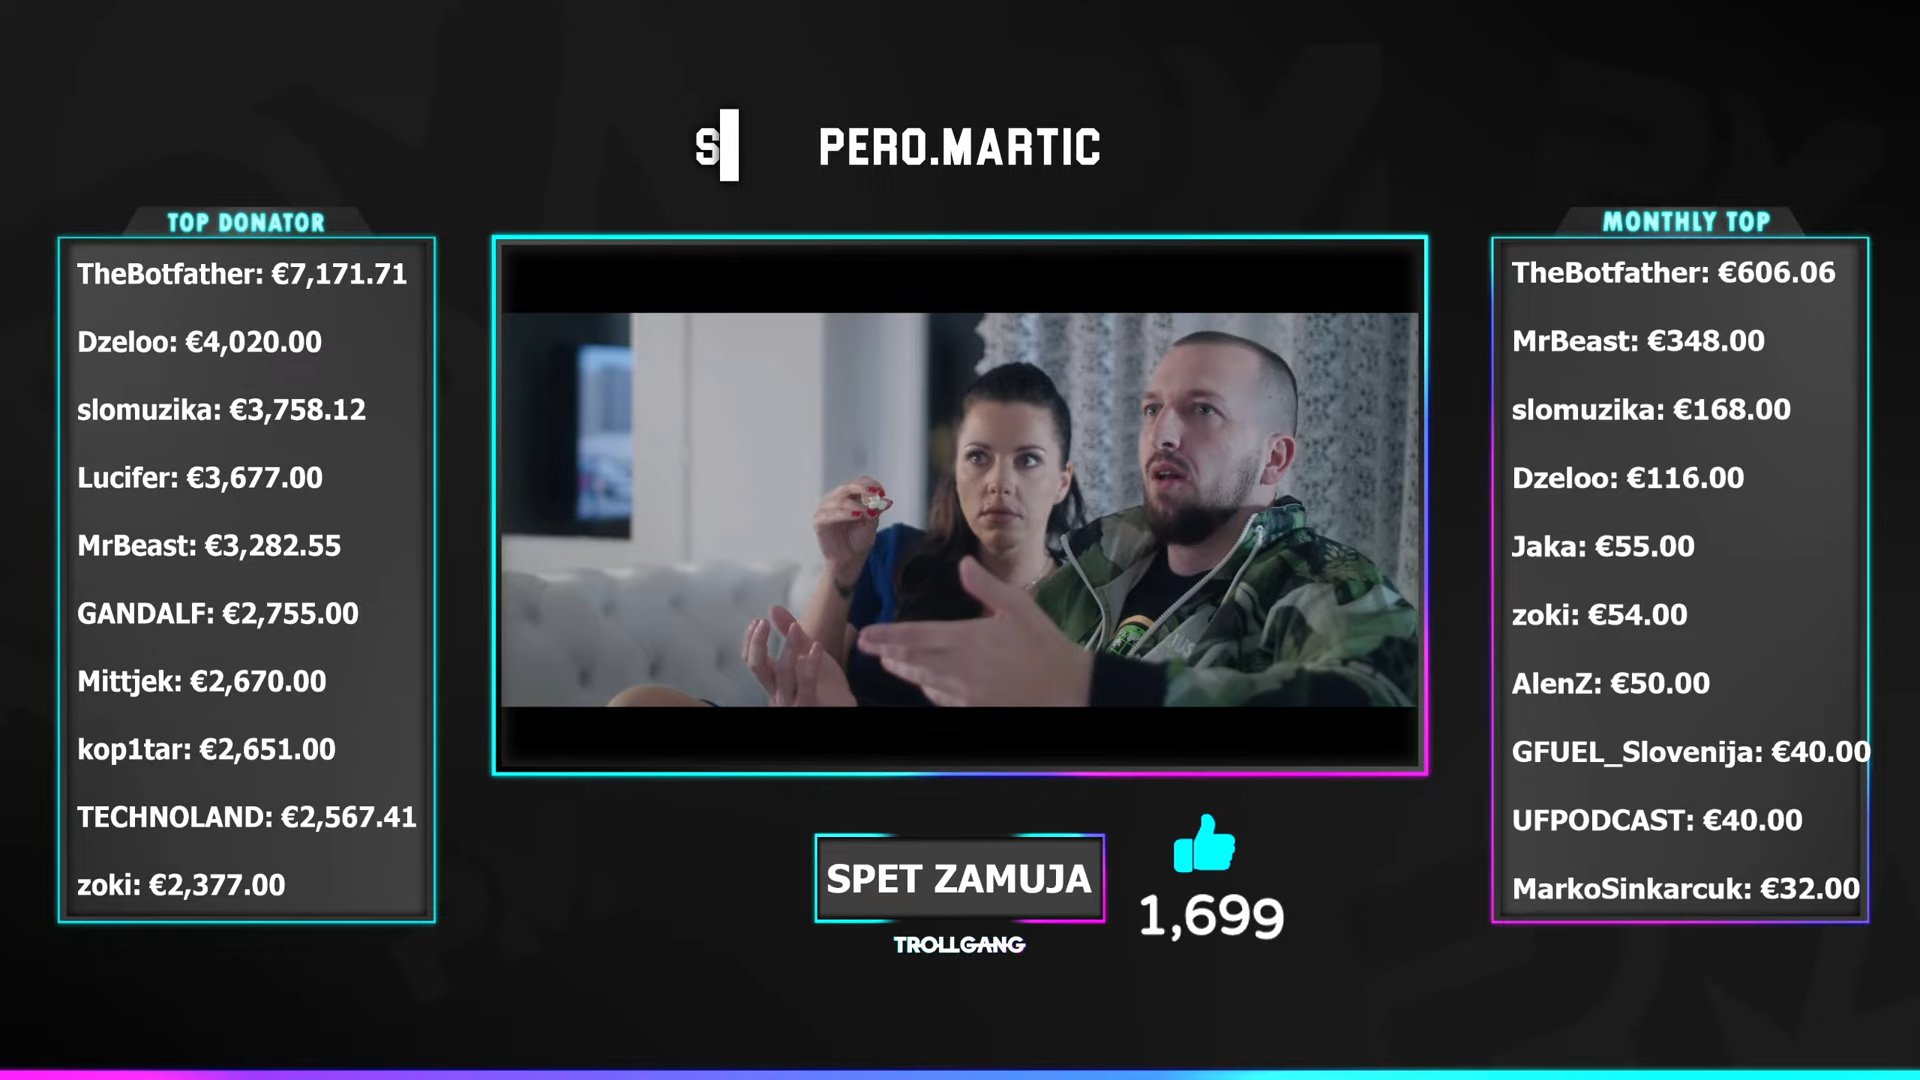 S PERO.MARTIC
TOP DONATOR
TheBotfather: €7,171.71
Dzeloo: €4,020.00
slomuzika: €3,758.12
Lucifer: €3,677.00
MrBeast: €3,282.55
GANDALF: €2,755.00
Mittjek: €2,670.00
kop1tar: €2,651.00
TECHNOLAND: €2,567.41
zoki: €2,377.00
SPET ZAMUJA
TROLLGANG
1,699
MONTHLY TOP
TheBotfather: €606.06
MrBeast: €348.00
slomuzika: €168.00
Dzeloo: €116.00
Jaka: €55.00
zoki: €54.00
AlenZ: €50.00
GFUEL_Slovenija: €40.00
UFPODCAST: €40.00
MarkoSinkarcuk: €32.00